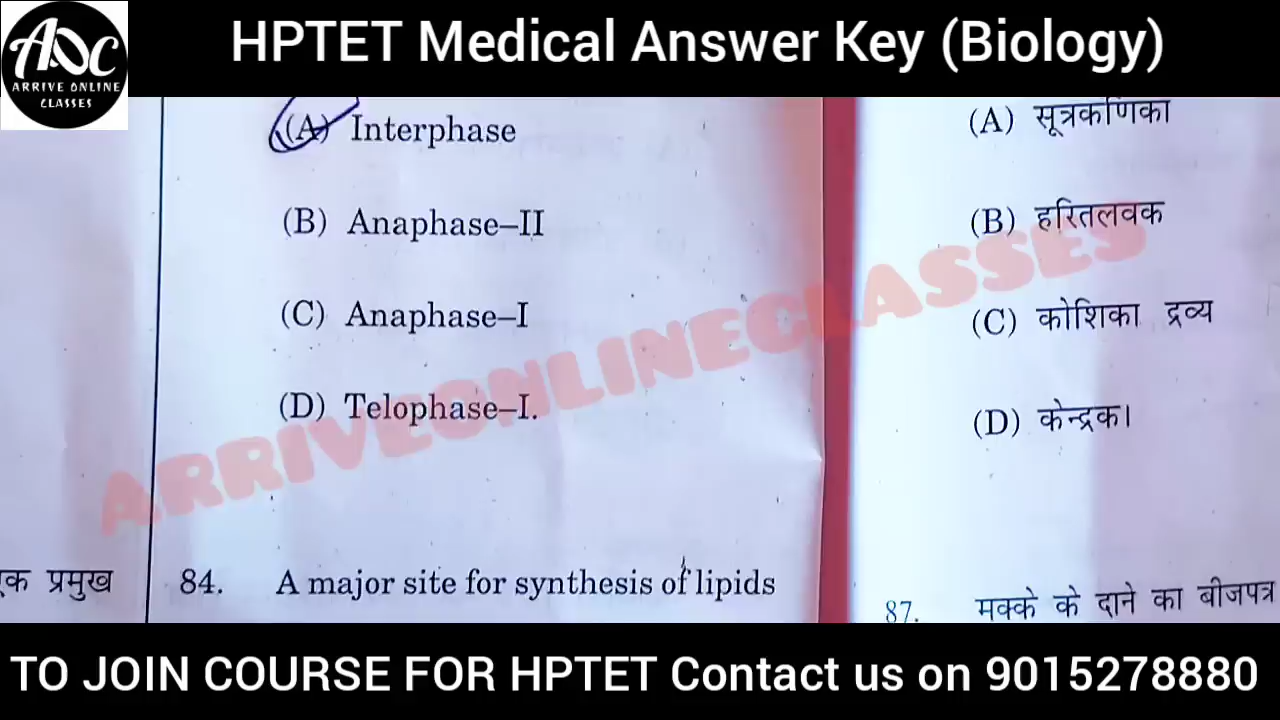 ADC
ARRIVE ONLINE
CLASSES
HPTET Medical Answer Key (Biology)
(A) Interphase
(B) Anaphase–II
(C) Anaphase–I
(D) Telophase–I.
एक प्रमुख
84. A major site for synthesis of lipids
(A) सूत्रकणिका
(B) हरितलवक
(C) कोशिका द्रव्य
(D) केन्द्रक।
87. मक्के के दाने का बीजपत्र
ARRIVEONLINECLASSES
TO JOIN COURSE FOR HPTET Contact us on 9015278880